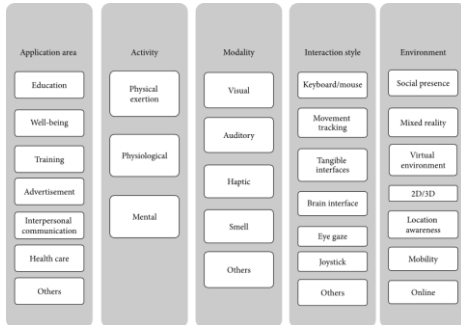 Application area
Education
Well-being
Training
Advertisement
Interpersonal
communication
Health care
Others
Activity
Physical
exertion
Physiological
Mental
Modality
Visual
Auditory
Haptic
Smell
Others
Interaction style
Keyboard/mouse
Movement
tracking
Tangible
interfaces
Brain interface
Eye gaze
Joystick
Others
Environment
Social presence
Mixed reality
Virtual
environment
2D/3D
Location
awareness
Mobility
Online